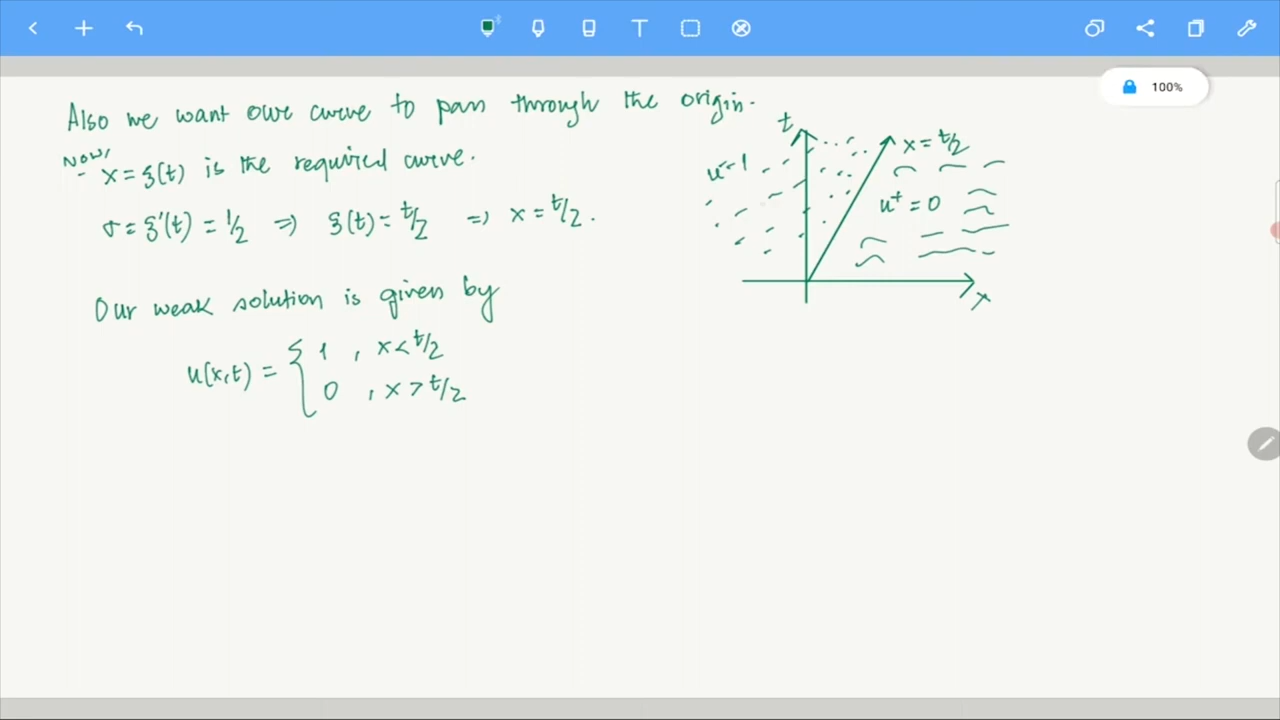 100%
Also we want our curve to pass through the origin.
Now, x = ξ(t) is the required curve.
σ = ξ'(t) = 1/2 ⇒ ξ(t) = t/2 ⇒ x = t/2.
Our weak solution is given by
u(x,t) = { 1 , x < t/2
0 , x > t/2
t
x = t/2
u⁻=1
u⁺ = 0
x
T